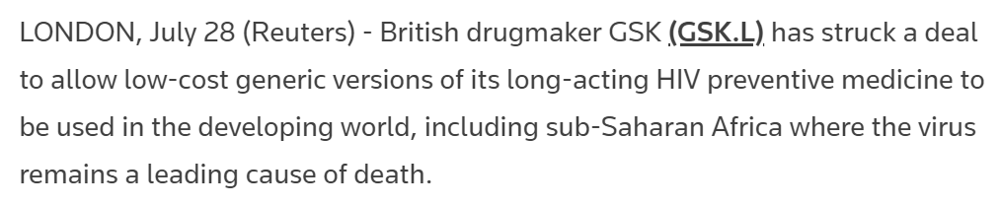 LONDON, July 28 (Reuters) - British drugmaker GSK (GSK.L) has struck a deal
to allow low-cost generic versions of its long-acting HIV preventive medicine to
be used in the developing world, including sub-Saharan Africa where the virus
remains a leading cause of death.